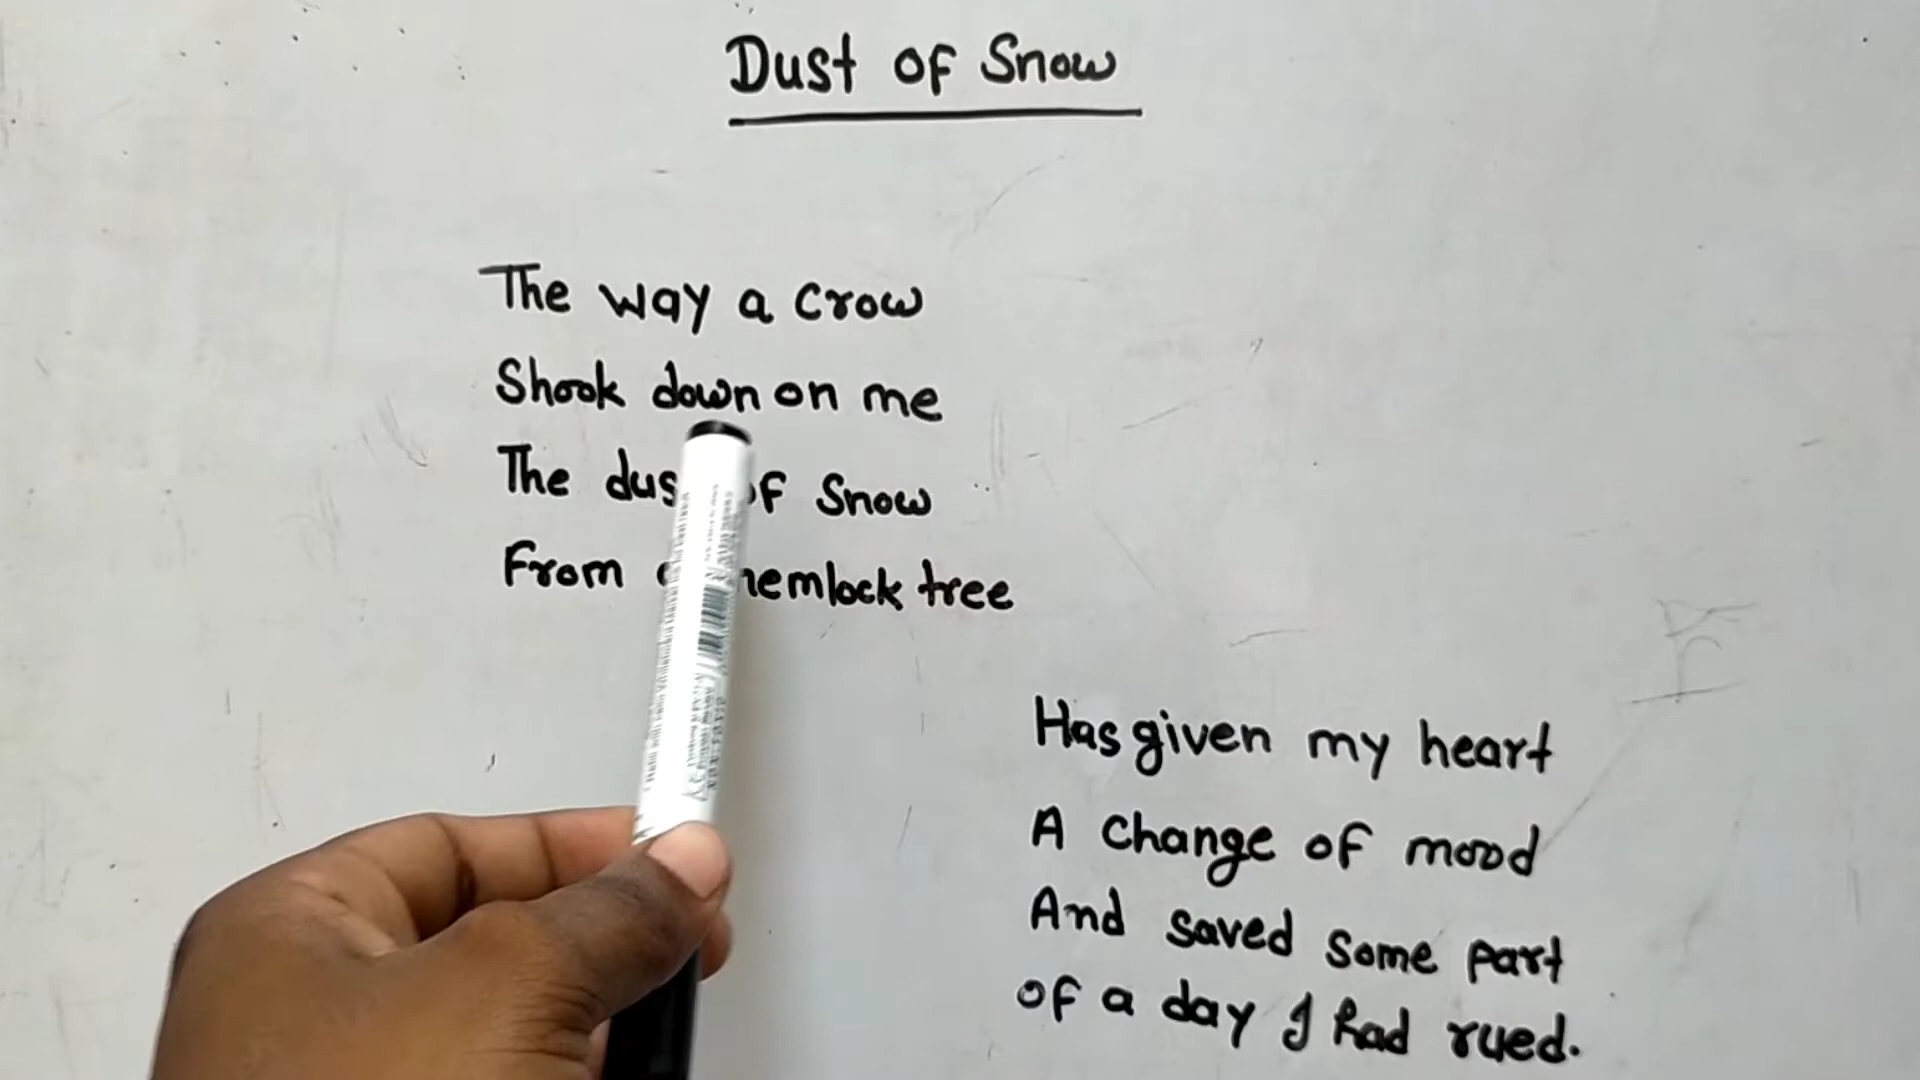 Dust of Snow
The way a crow
Shook down on me
The of Snow
From tree
Has given my heart
A change of mood
And saved some part
of a day I had rued.